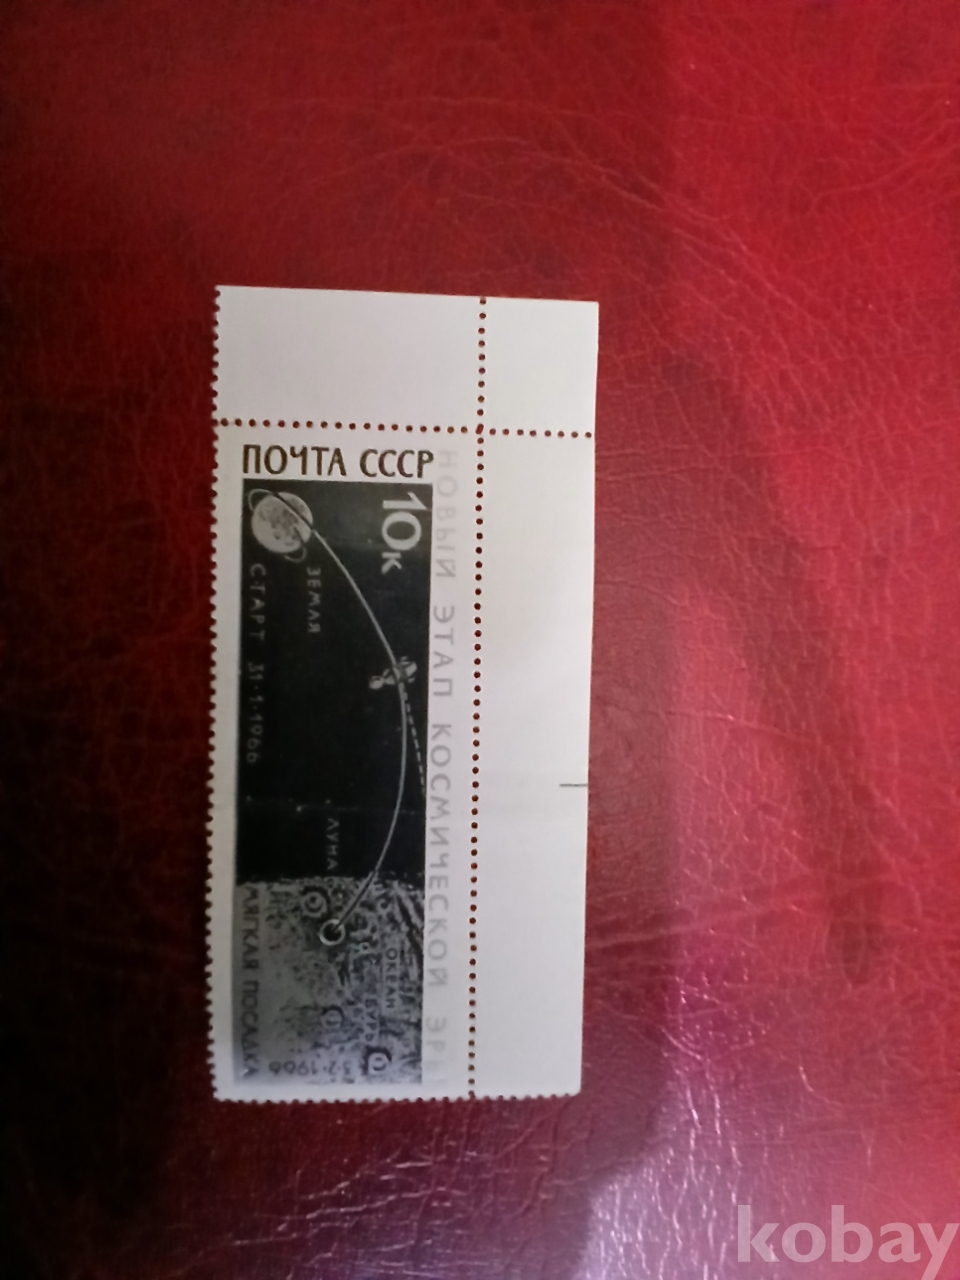 ПОЧТА СССР
10к
НОВЫЙ ЭТАП КОСМИЧЕСКОЙ ЭРЫ
ЗЕМЛЯ
СТАРТ 31·1·1966
ЛУНА
ОКЕАН
БУРЬ
МЯГКАЯ ПОСАДКА
3·2·1966
kobay